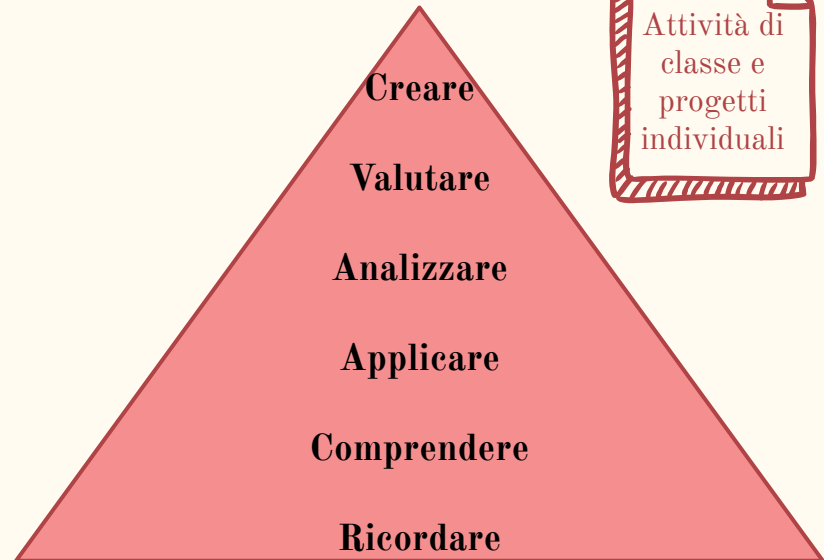 Creare
Valutare
Analizzare
Applicare
Comprendere
Ricordare
Attività di
classe e
progetti
individuali